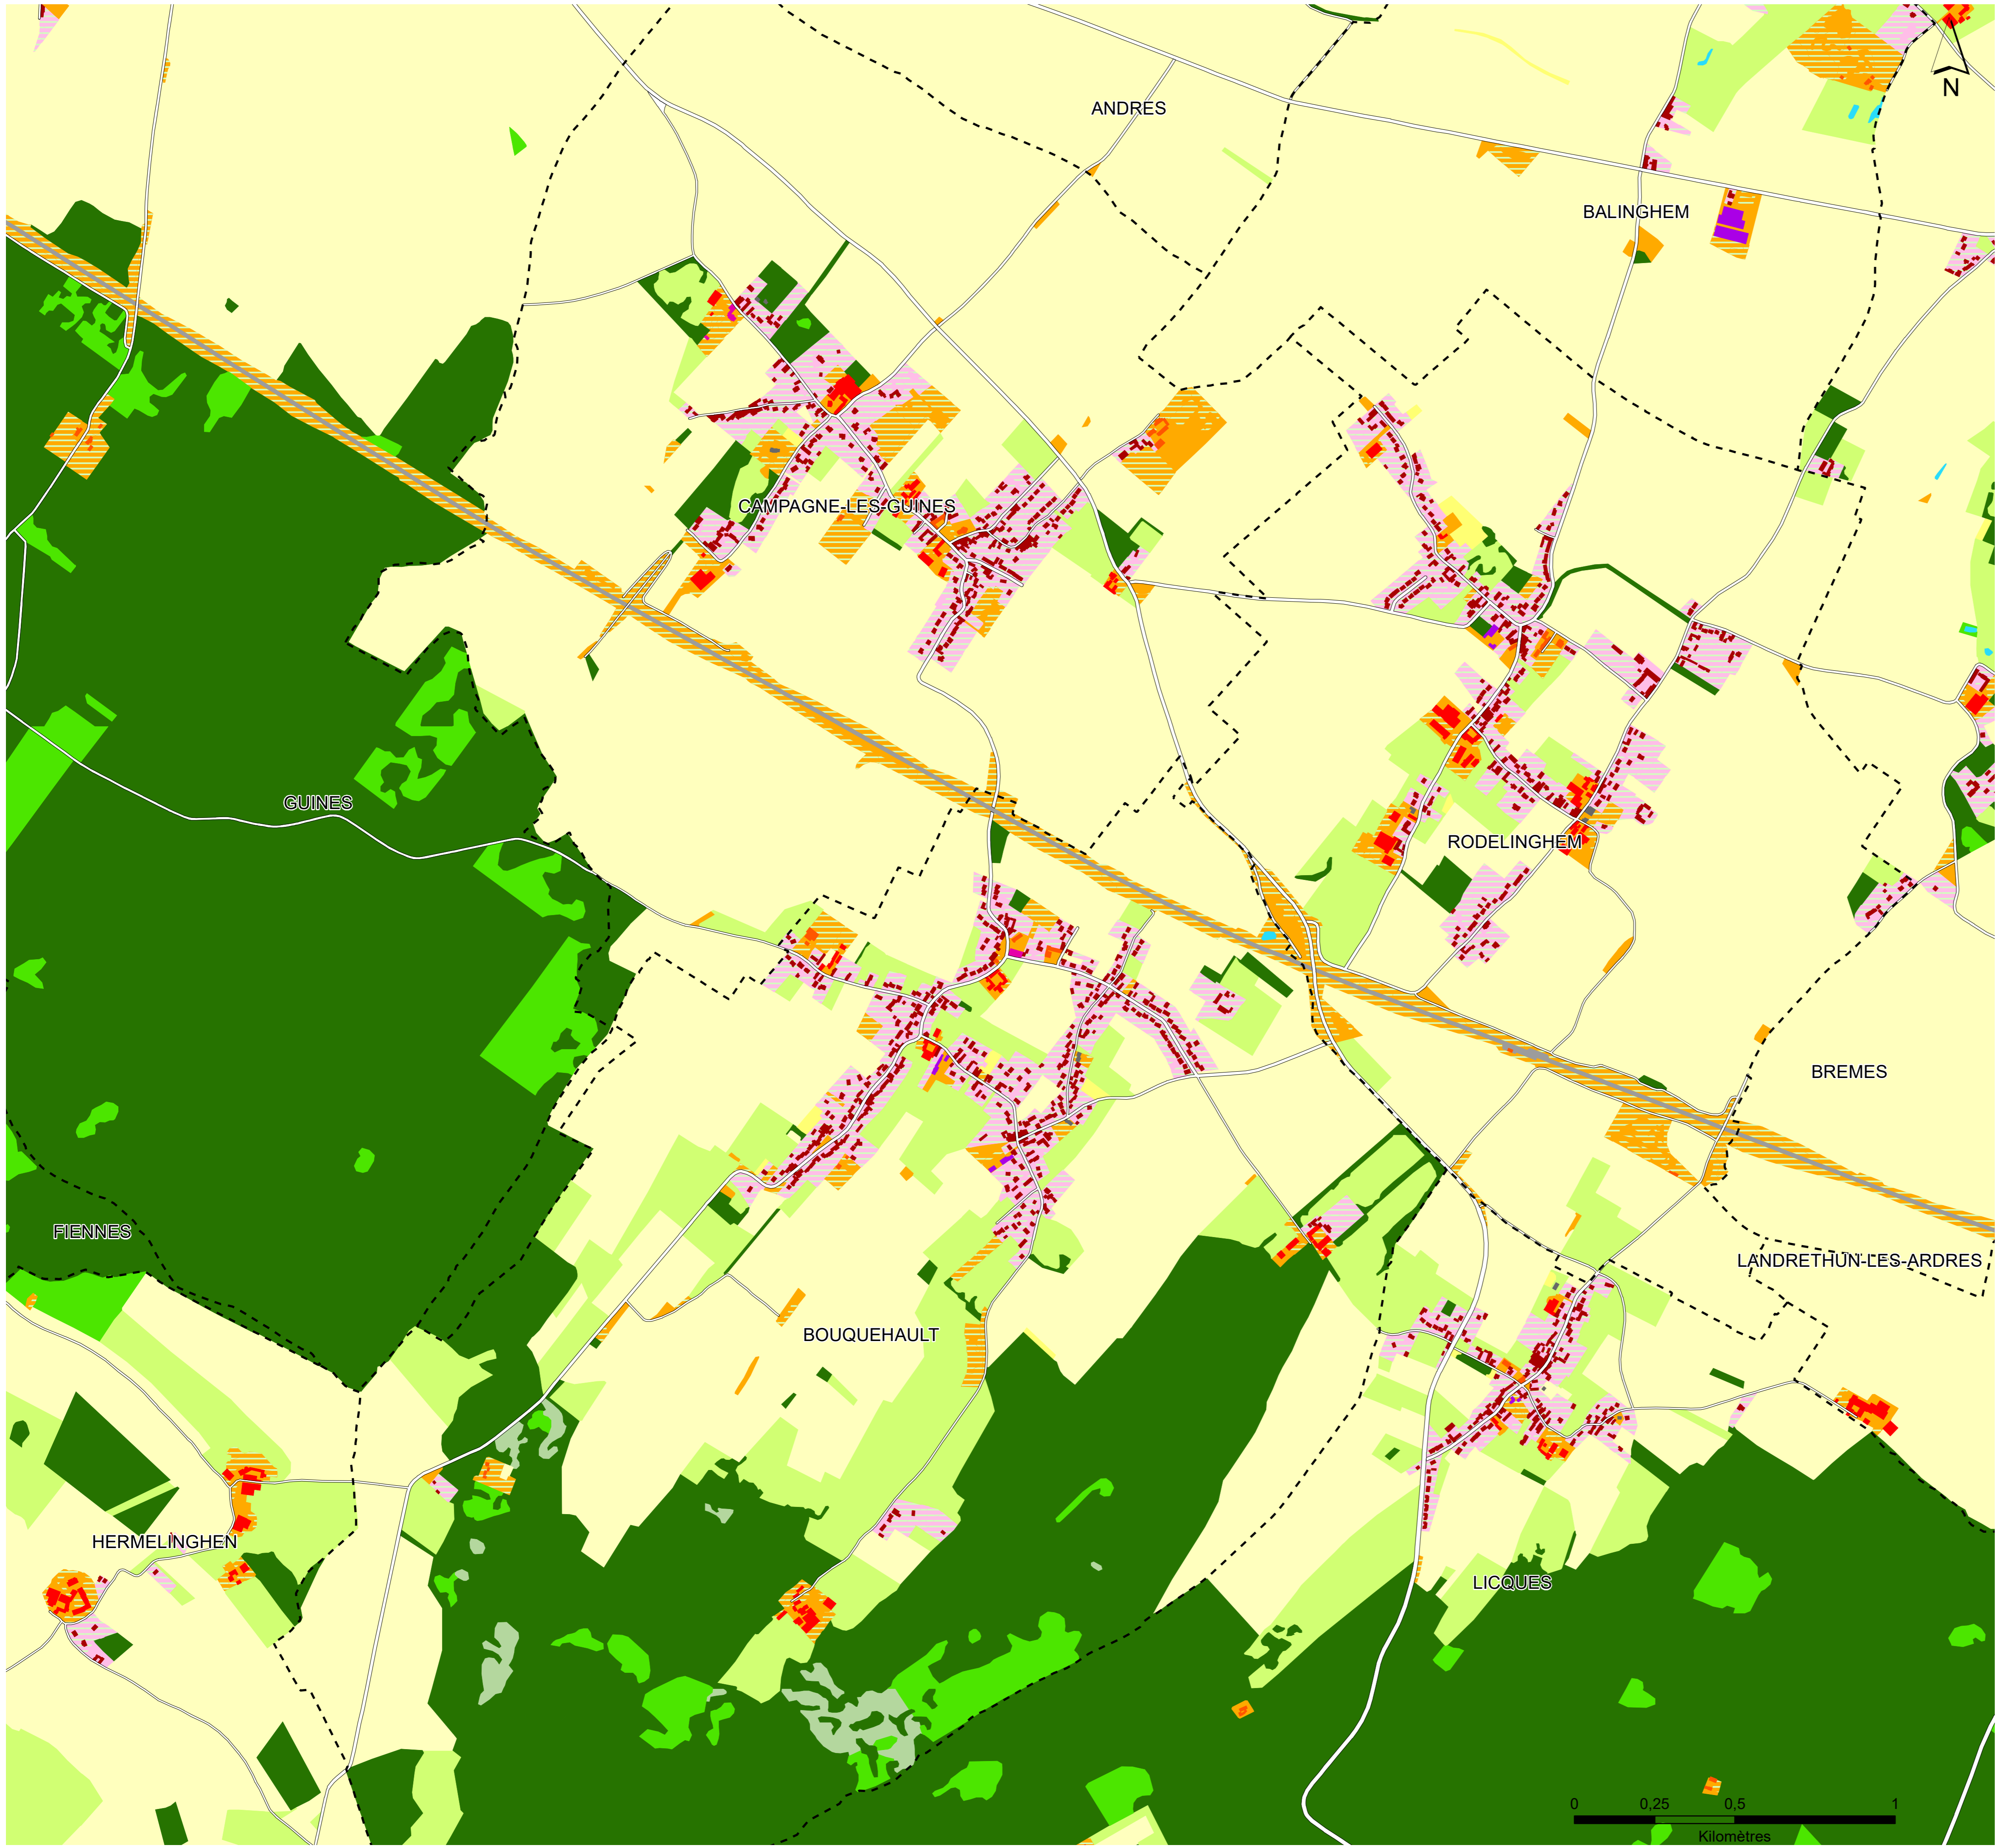 N
ANDRES
BALINGHEM
CAMPAGNE-LES-GUINES
GUINES
RODELINGHEM
BREMES
FIENNES
LANDRETHUN-LES-ARDRES
BOUQUEHAULT
HERMELINGHEN
LICQUES
0 0,25 0,5 1
Kilomètres